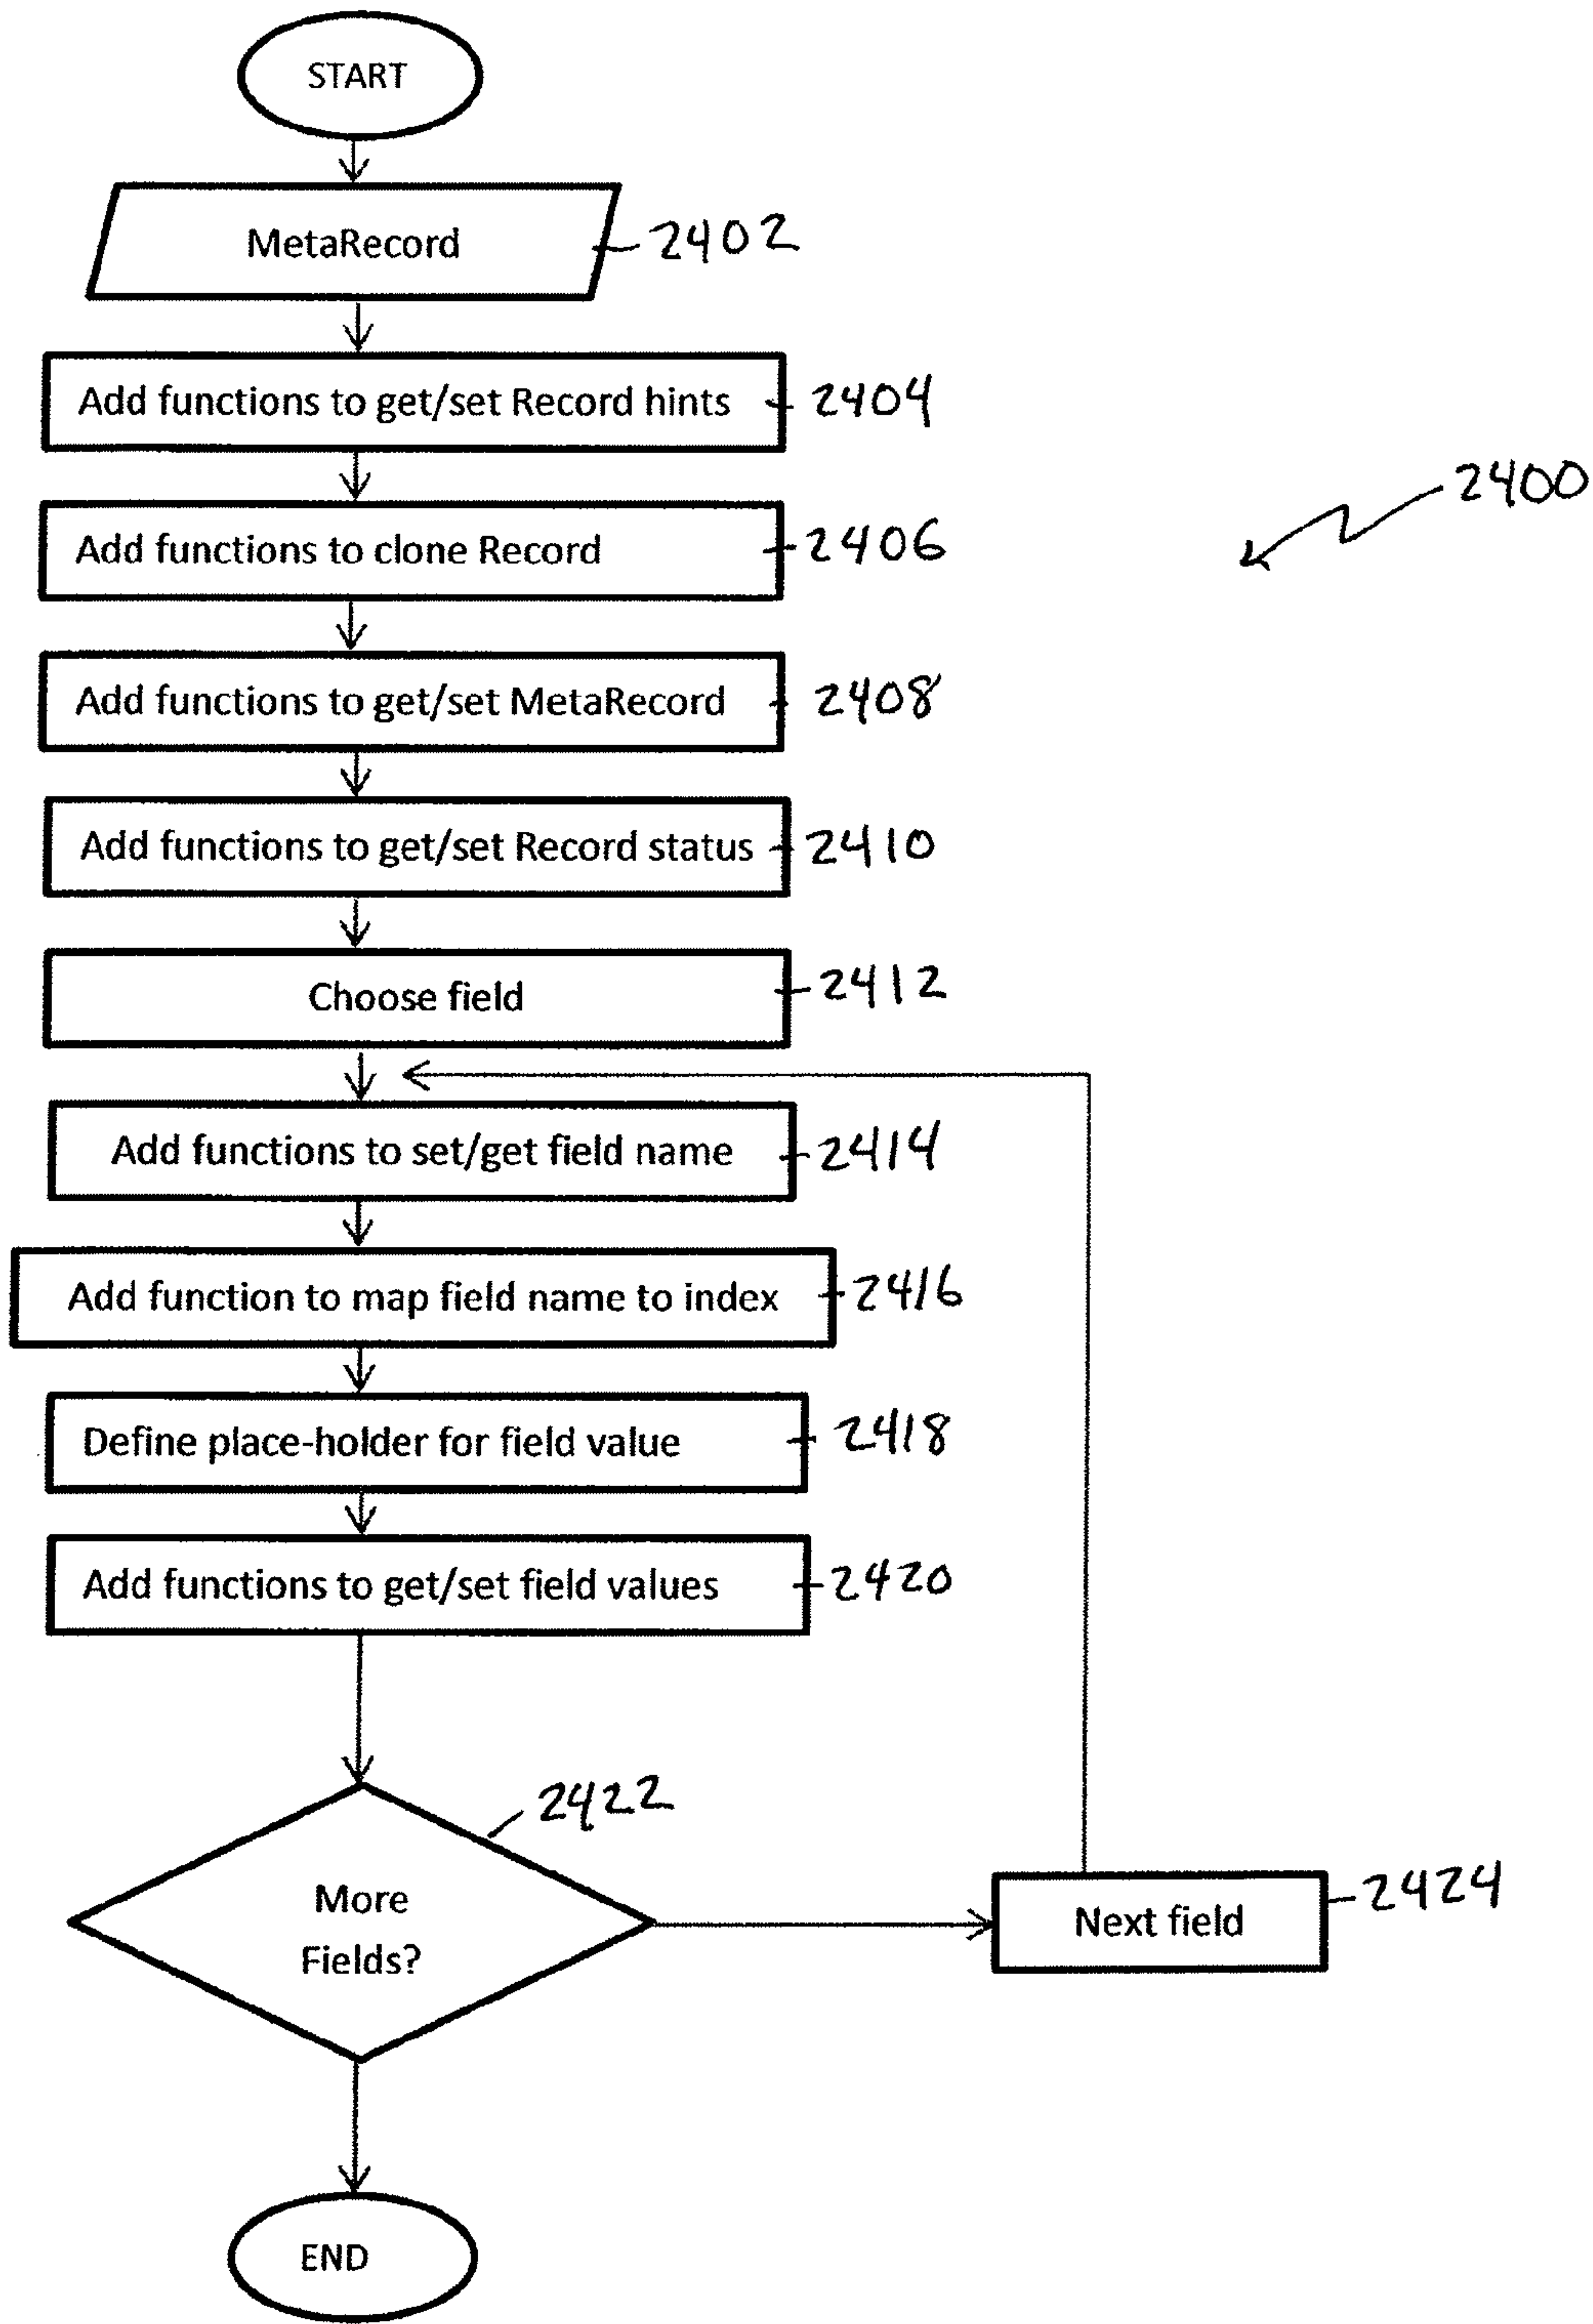 START
MetaRecord
2402
Add functions to get/set Record hints
2404
2400
Add functions to clone Record
2406
Add functions to get/set MetaRecord
2408
Add functions to get/set Record status
2410
Choose field
2412
Add functions to set/get field name
2414
Add function to map field name to index
2416
Define place-holder for field value
2418
Add functions to get/set field values
2420
2422
More
Fields?
Next field
2424
END